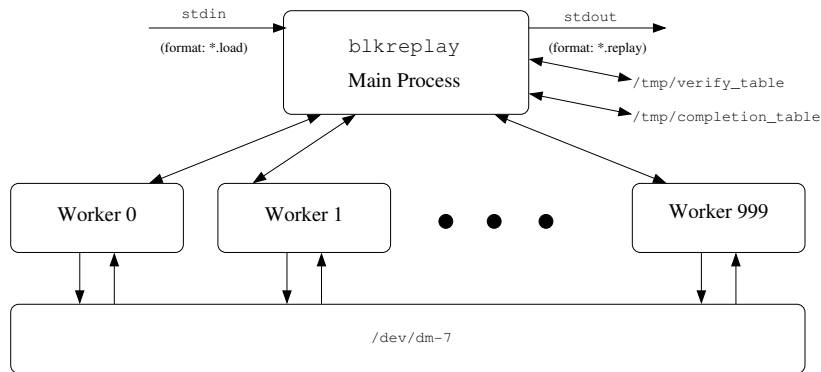 stdin
stdout
(format: *.load)
(format: *.replay)
blkreplay
Main Process
/tmp/verify_table
/tmp/completion_table
Worker 0
Worker 1
Worker 999
/dev/dm-7